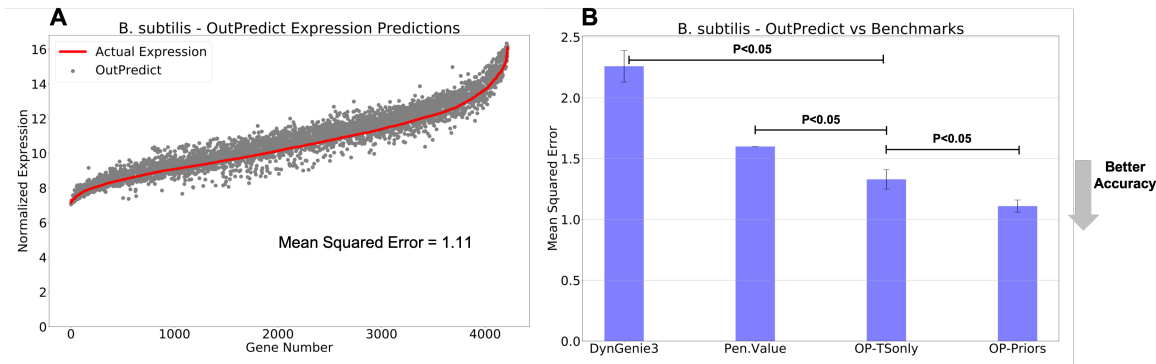 A
B. subtilis - OutPredict Expression Predictions
Normalized Expression
16
14
12
10
8
6
4
2
0
Actual Expression
OutPredict
Mean Squared Error = 1.11
0 1000 2000 3000 4000
Gene Number
B
B. subtilis - OutPredict vs Benchmarks
Mean Squared Error
2.5
2.0
1.5
1.0
0.5
0.0
P<0.05
P<0.05
P<0.05
DynGenie3 Pen.Value OP-TSonly OP-Priors
Better
Accuracy